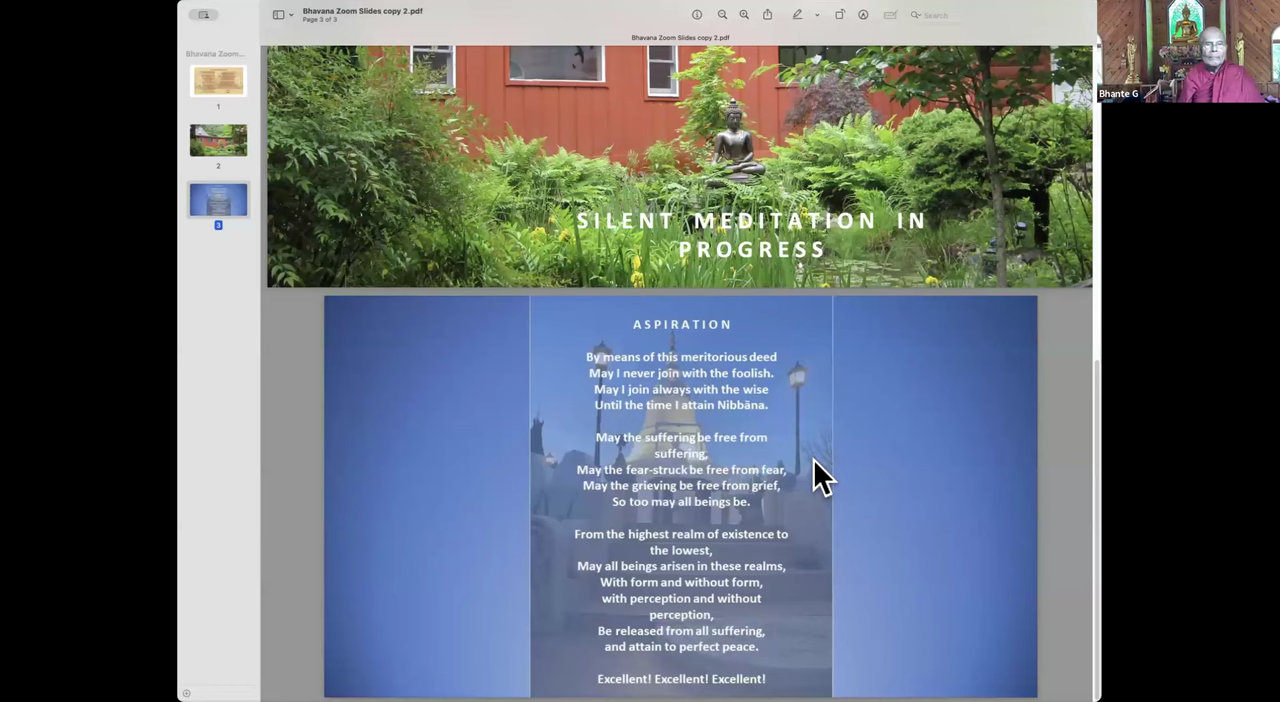 Bhavana Zoom Slides copy 2.pdf
Page 3 of 3
Search
Bhavana Zoom Slides copy 2.pdf
Bhavana Zoom...
1
2
3
Bhante G
SILENT MEDITATION IN
PROGRESS
ASPIRATION
By means of this meritorious deed
May I never join with the foolish.
May I join always with the wise
Until the time I attain Nibbāna.
May the suffering be free from
suffering,
May the fear-struck be free from fear,
May the grieving be free from grief,
So too may all beings be.
From the highest realm of existence to
the lowest,
May all beings arisen in these realms,
With form and without form,
with perception and without
perception,
Be released from all suffering,
and attain to perfect peace.
Excellent! Excellent! Excellent!